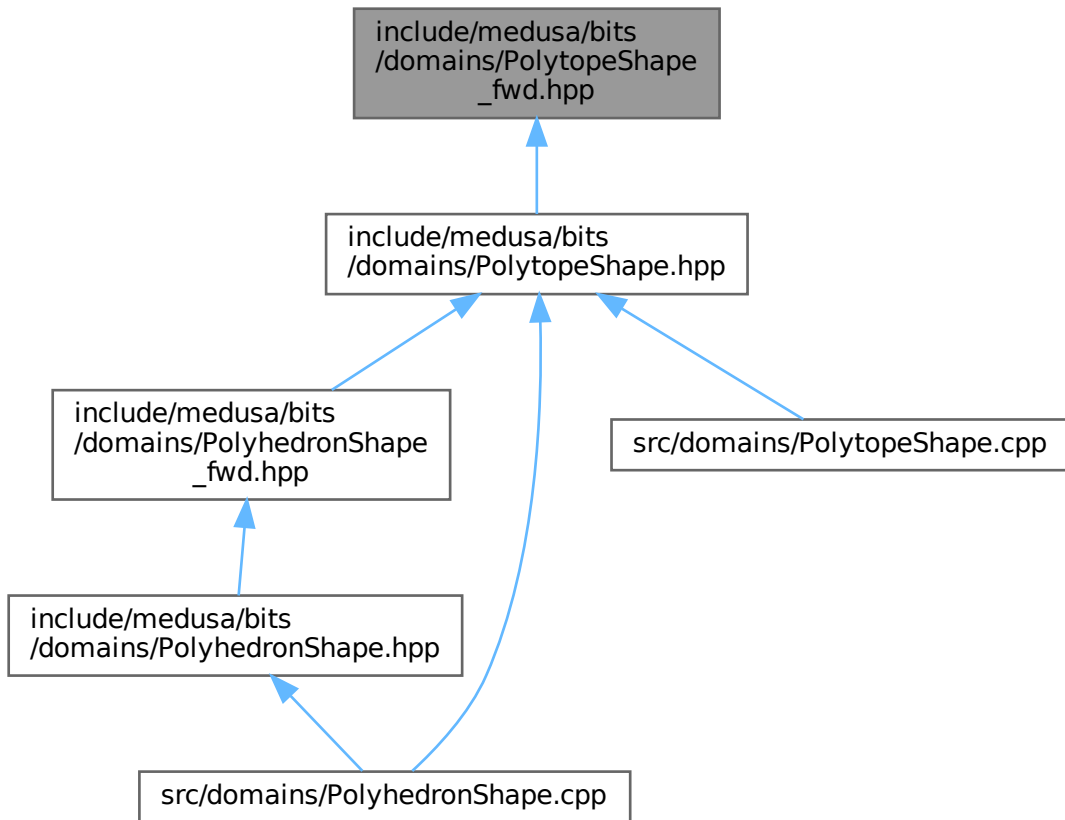 include/medusa/bits
/domains/PolytopeShape
_fwd.hpp
include/medusa/bits
/domains/PolytopeShape.hpp
include/medusa/bits
/domains/PolyhedronShape
_fwd.hpp
src/domains/PolytopeShape.cpp
include/medusa/bits
/domains/PolyhedronShape.hpp
src/domains/PolyhedronShape.cpp